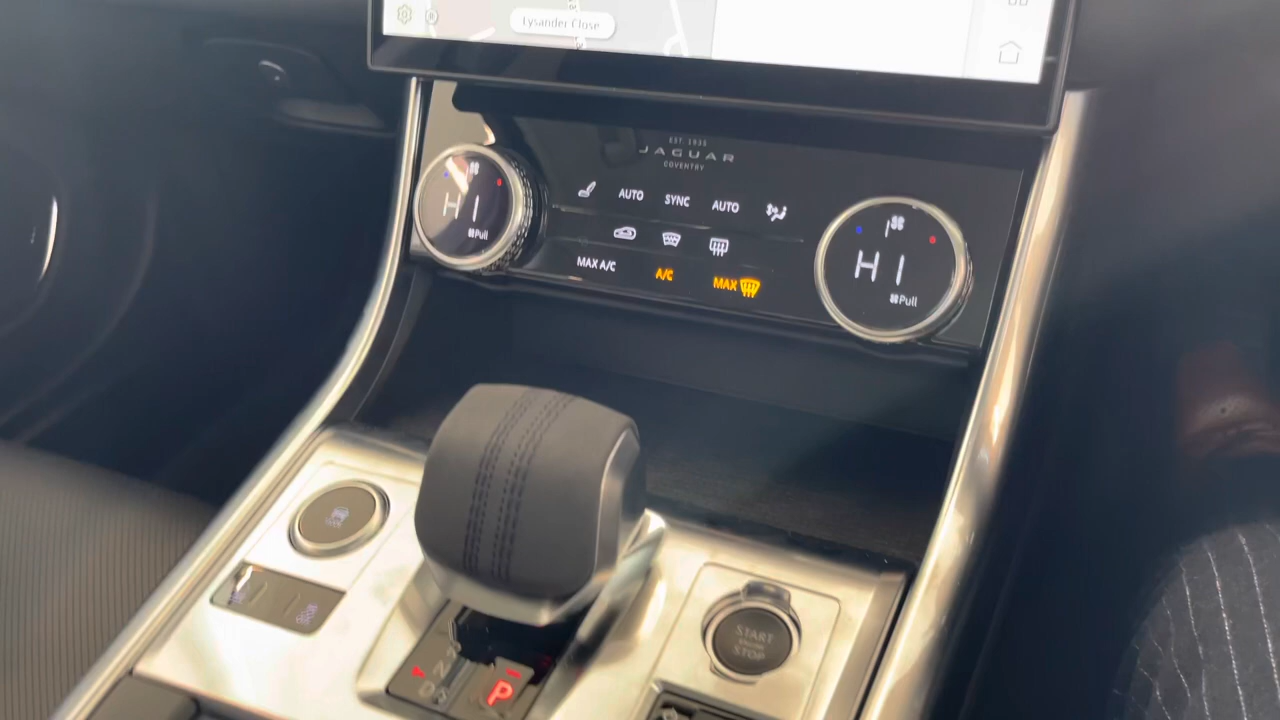 Lysander Close
EST. 1935
JAGUAR
COVENTRY
AUTO SYNC AUTO
HI
Pull
HI
Pull
MAX A/C A/C MAX
START
STOP
P